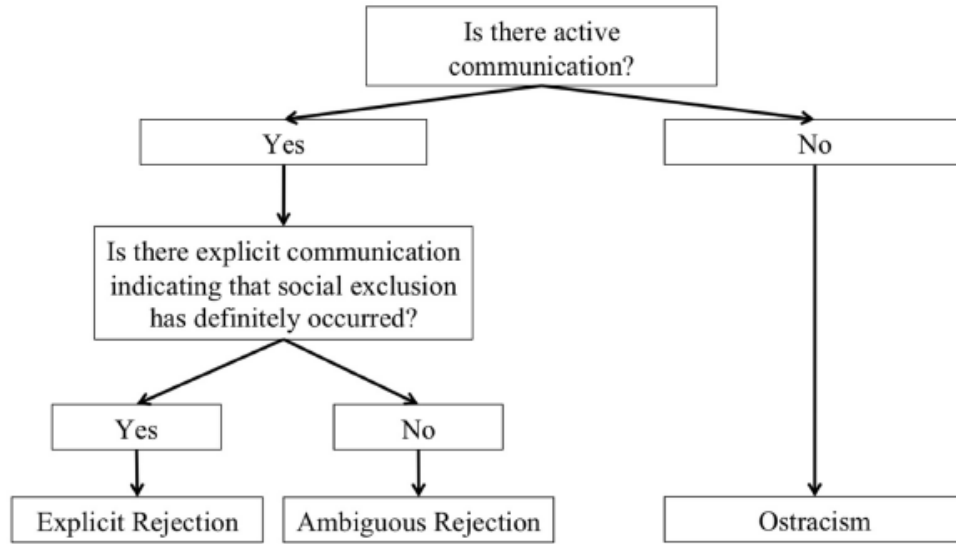 Is there active
communication?
Yes
No
Is there explicit communication
indicating that social exclusion
has definitely occurred?
Yes
No
Explicit Rejection
Ambiguous Rejection
Ostracism